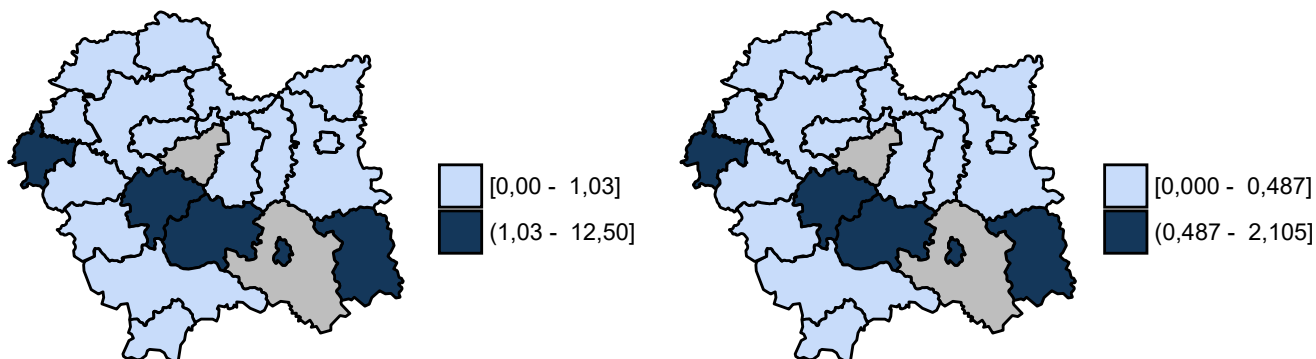 [0,00 -  1,03]
(1,03 -  12,50]
[0,000 -  0,487]
(0,487 -  2,105]